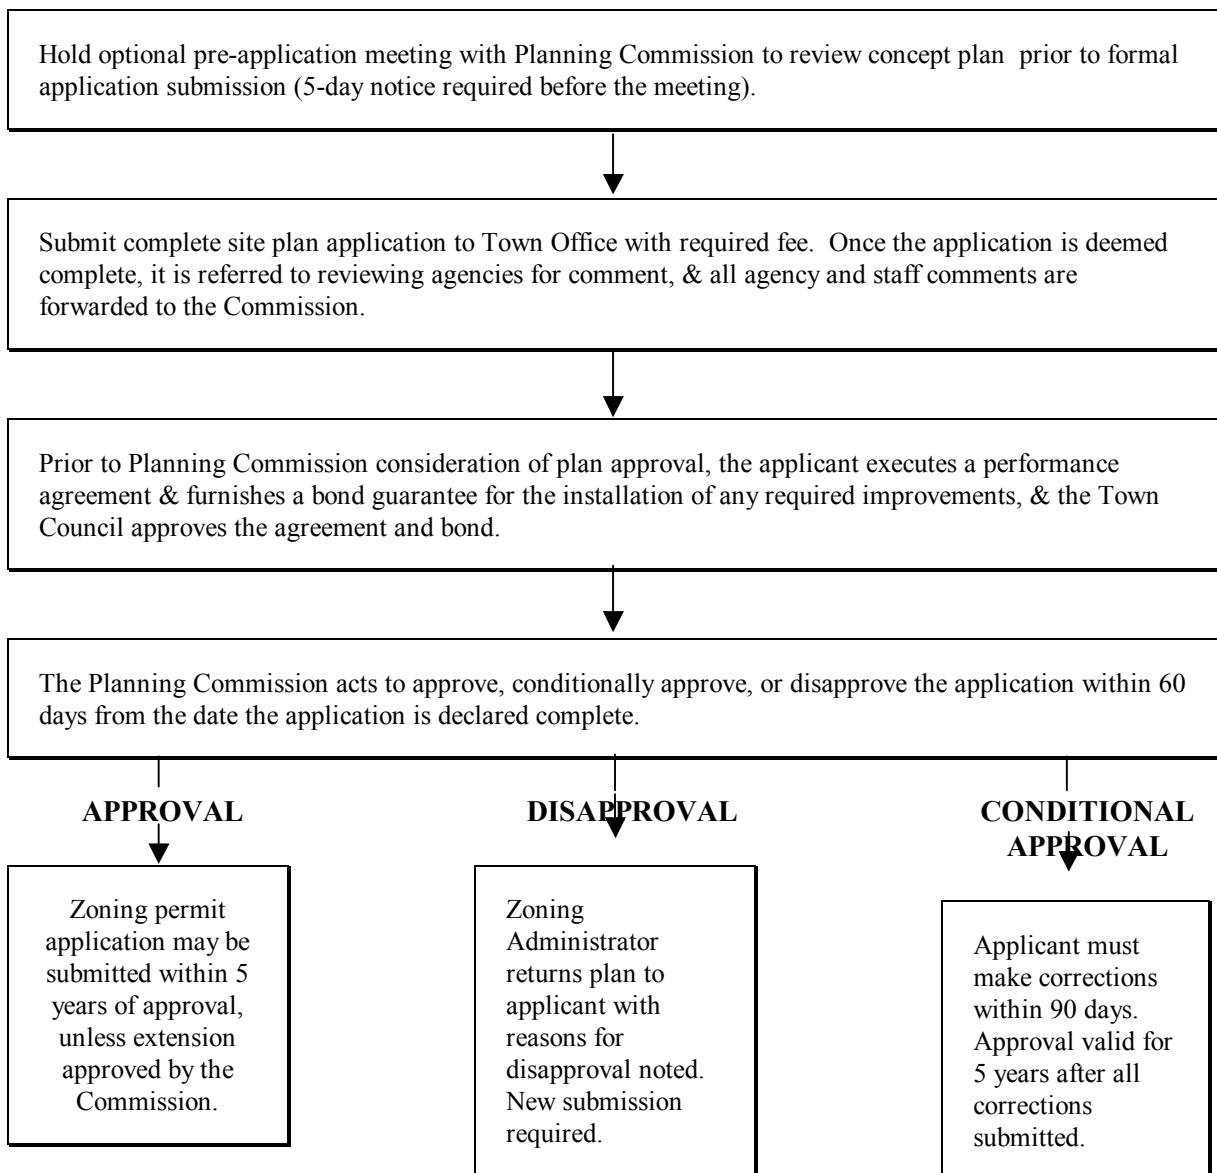 Hold optional pre-application meeting with Planning Commission to review concept plan  prior to formal
application submission (5-day notice required before the meeting).
Submit complete site plan application to Town Office with required fee.  Once the application is deemed
complete, it is referred to reviewing agencies for comment, & all agency and staff comments are
forwarded to the Commission.
Prior to Planning Commission consideration of plan approval, the applicant executes a performance
agreement & furnishes a bond guarantee for the installation of any required improvements, & the Town
Council approves the agreement and bond.
The Planning Commission acts to approve, conditionally approve, or disapprove the application within 60
days from the date the application is declared complete.
APPROVAL
Zoning permit
application may be
submitted within 5
years of approval,
unless extension
approved by the
Commission.
DISAPPROVAL
Zoning
Administrator
returns plan to
applicant with
reasons for
disapproval noted.
New submission
required.
CONDITIONAL
APPROVAL
Applicant must
make corrections
within 90 days.
Approval valid for
5 years after all
corrections
submitted.